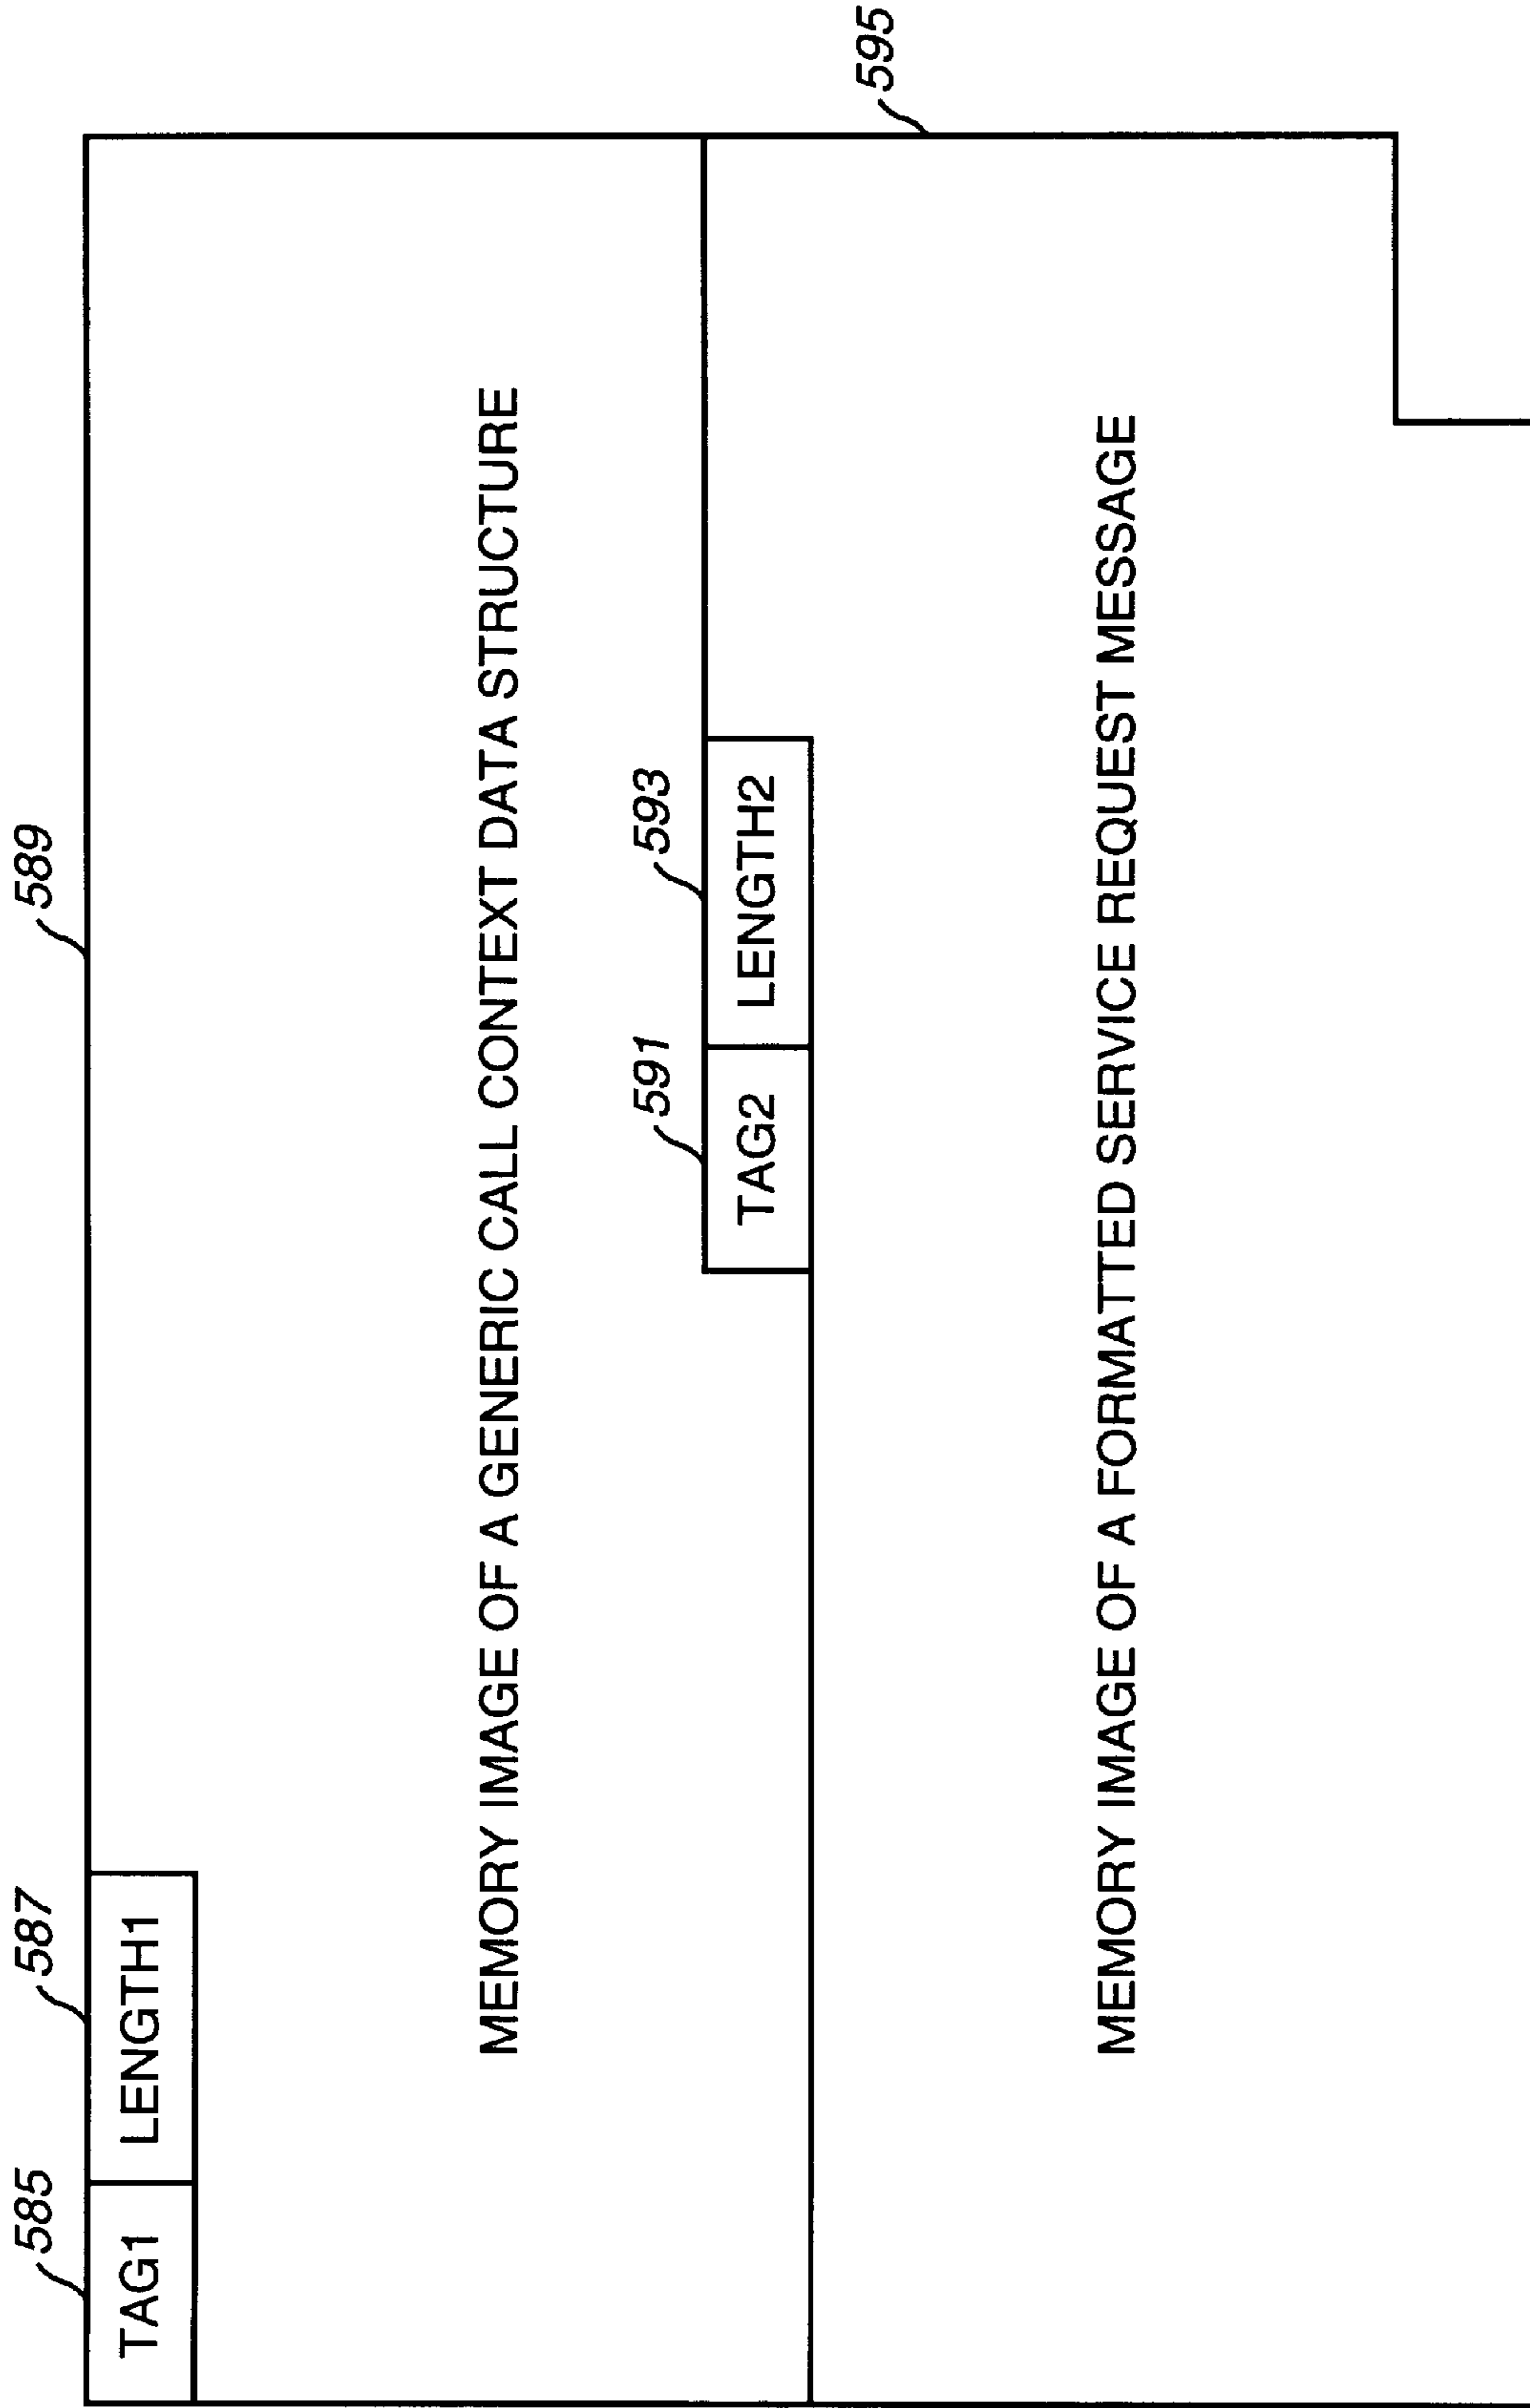 585
587
589
TAG1 LENGTH1
MEMORY IMAGE OF A GENERIC CALL CONTEXT DATA STRUCTURE
591
593
TAG2 LENGTH2
595
MEMORY IMAGE OF A FORMATTED SERVICE REQUEST MESSAGE